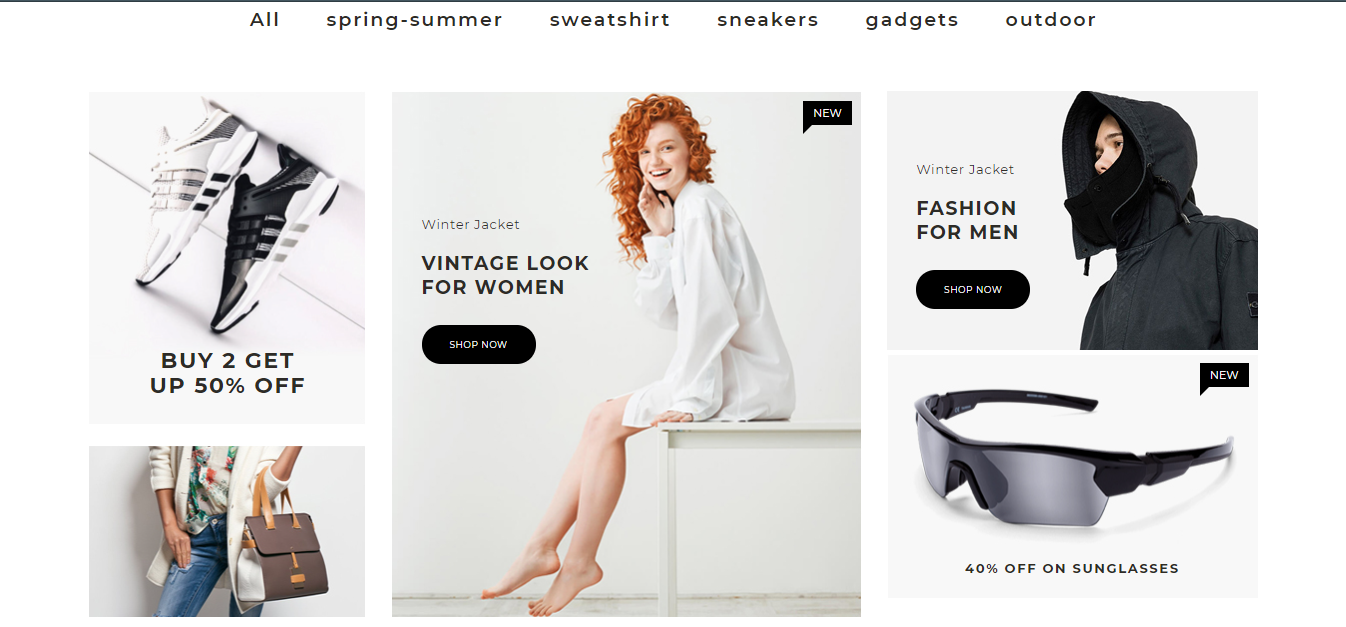 All
spring-summer
sweatshirt
sneakers
gadgets
outdoor
BUY 2 GET
UP 50% OFF
NEW
Winter Jacket
VINTAGE LOOK
FOR WOMEN
SHOP NOW
Winter Jacket
FASHION
FOR MEN
SHOP NOW
NEW
40% OFF ON SUNGLASSES